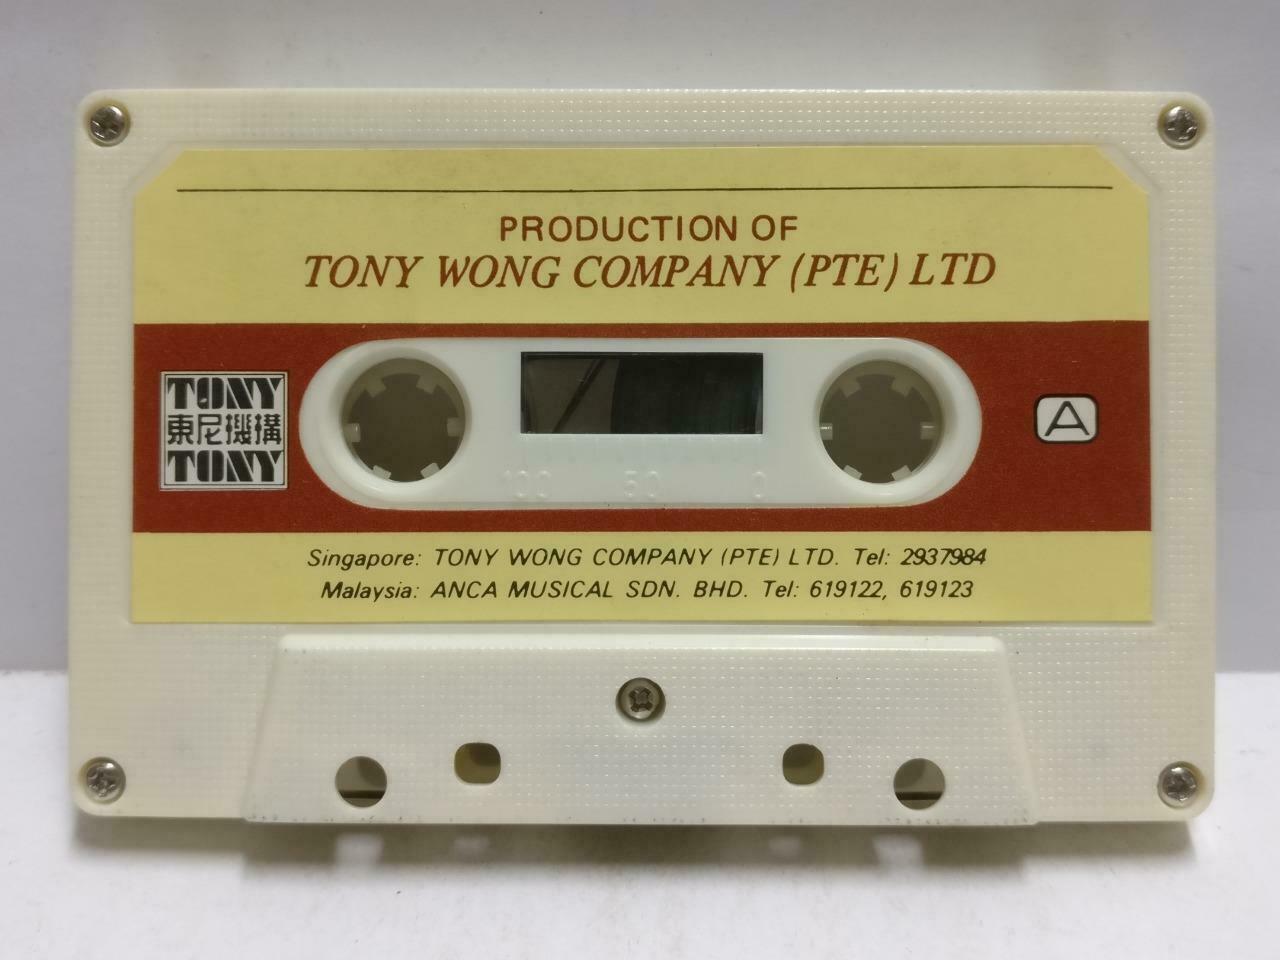 PRODUCTION OF
TONY WONG COMPANY (PTE) LTD
TONY
東尼機構
TONY
A
100 50 0
Singapore: TONY WONG COMPANY (PTE) LTD. Tel: 2937984
Malaysia: ANCA MUSICAL SDN. BHD. Tel: 619122, 619123